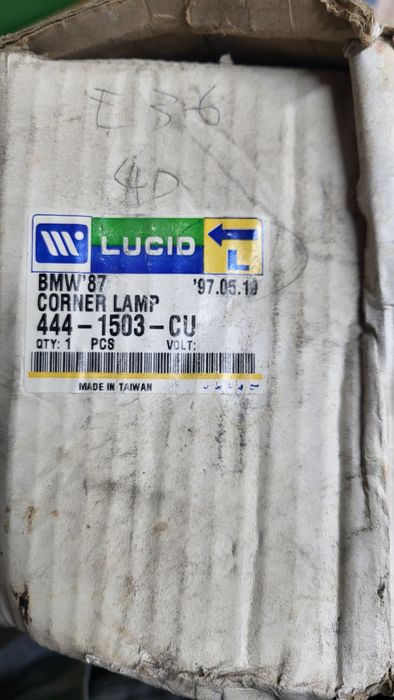 E36
4D
LUCID
L
BMW'87 '97.05.19
CORNER LAMP
444-1503-CU
QTY: 1 PCS VOLT:
MADE IN TAIWAN